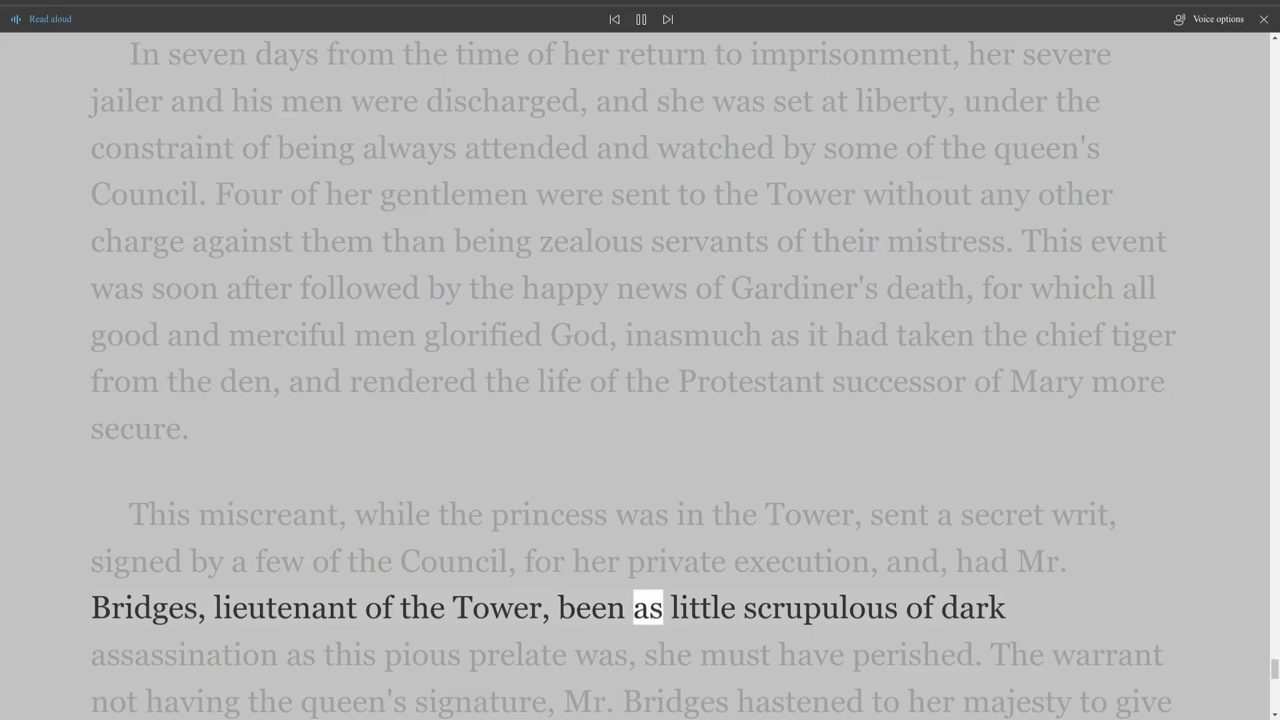 Read aloud
Voice options
In seven days from the time of her return to imprisonment, her severe
jailer and his men were discharged, and she was set at liberty, under the
constraint of being always attended and watched by some of the queen's
Council. Four of her gentlemen were sent to the Tower without any other
charge against them than being zealous servants of their mistress. This event
was soon after followed by the happy news of Gardiner's death, for which all
good and merciful men glorified God, inasmuch as it had taken the chief tiger
from the den, and rendered the life of the Protestant successor of Mary more
secure.
This miscreant, while the princess was in the Tower, sent a secret writ,
signed by a few of the Council, for her private execution, and, had Mr.
Bridges, lieutenant of the Tower, been as little scrupulous of dark
assassination as this pious prelate was, she must have perished. The warrant
not having the queen's signature, Mr. Bridges hastened to her majesty to give